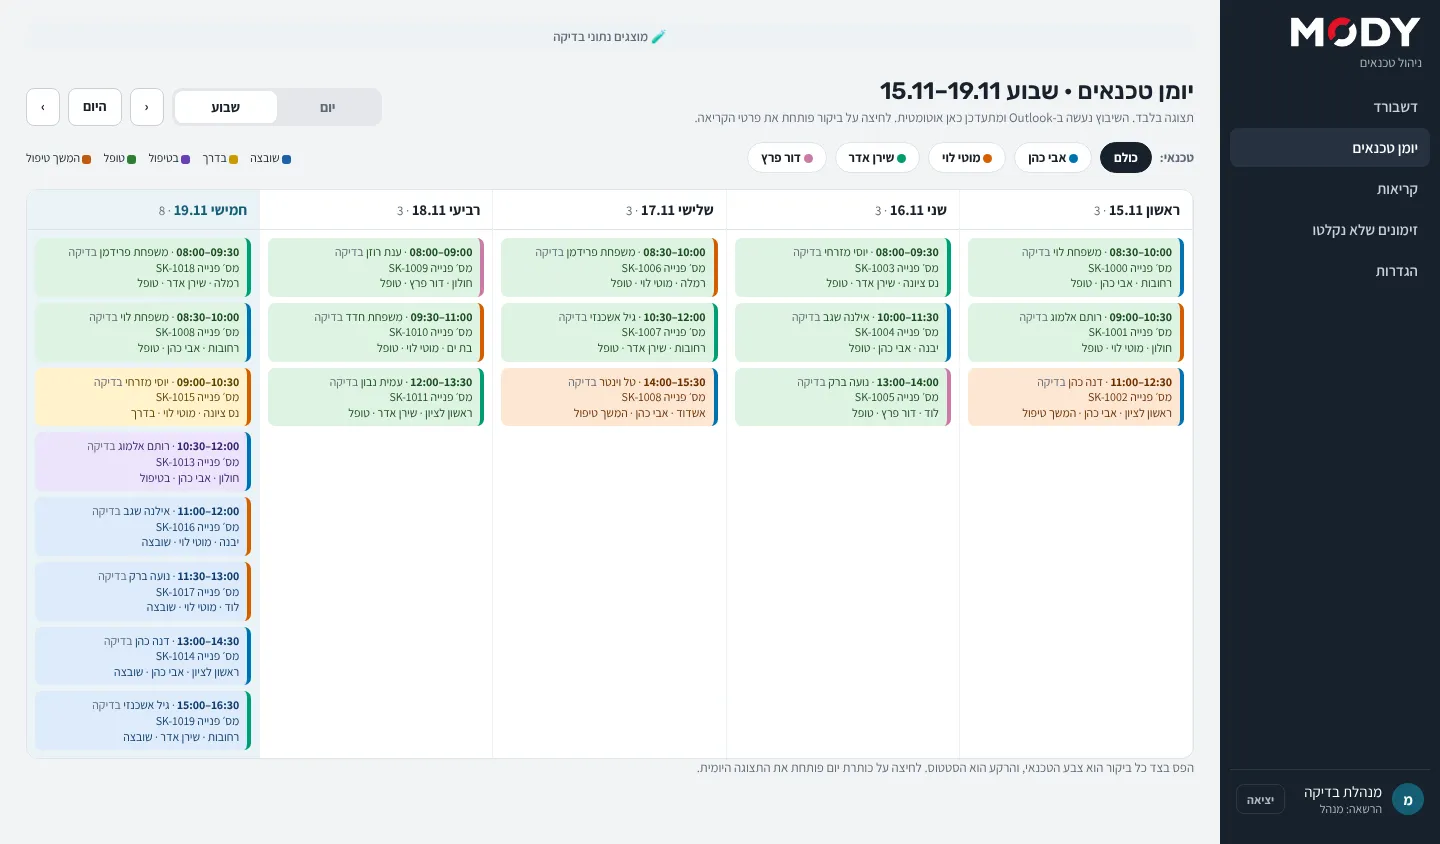 MODY
ניהול טכנאים
דשבורד
יומן טכנאים
קריאות
זימונים שלא נקלטו
הגדרות
מ
מנהלת בדיקה
הרשאה: מנהל
יציאה
🧪 מוצגים נתוני בדיקה
יומן טכנאים • שבוע 15.11–19.11
תצוגה בלבד. השיבוץ נעשה ב-Outlook ומתעדכן כאן אוטומטית. לחיצה על ביקור פותחת את פרטי הקריאה.
יום
שבוע
‹
היום
›
טכנאי:
כולם
אבי כהן
מוטי לוי
שירן אדר
דור פרץ
שובצה
בדרך
בטיפול
טופל
המשך טיפול
ראשון 15.11 · 3
08:30–10:00 · משפחת לוי בדיקה
מס׳ פנייה SK-1000
רחובות · אבי כהן · טופל
09:00–10:30 · רותם אלמוג בדיקה
מס׳ פנייה SK-1001
חולון · מוטי לוי · טופל
11:00–12:30 · דנה כהן בדיקה
מס׳ פנייה SK-1002
ראשון לציון · אבי כהן · המשך טיפול
שני 16.11 · 3
08:00–09:30 · יוסי מזרחי בדיקה
מס׳ פנייה SK-1003
נס ציונה · שירן אדר · טופל
10:00–11:30 · אילנה שגב בדיקה
מס׳ פנייה SK-1004
יבנה · אבי כהן · טופל
13:00–14:00 · נועה ברק בדיקה
מס׳ פנייה SK-1005
לוד · דור פרץ · טופל
שלישי 17.11 · 3
08:30–10:00 · משפחת פרידמן בדיקה
מס׳ פנייה SK-1006
רמלה · מוטי לוי · טופל
10:30–12:00 · גיל אשכנזי בדיקה
מס׳ פנייה SK-1007
רחובות · שירן אדר · טופל
14:00–15:30 · טל וינטר בדיקה
מס׳ פנייה SK-1008
אשדוד · אבי כהן · המשך טיפול
רביעי 18.11 · 3
08:00–09:00 · ענת רוזן בדיקה
מס׳ פנייה SK-1009
חולון · דור פרץ · טופל
09:30–11:00 · משפחת חדד בדיקה
מס׳ פנייה SK-1010
בת ים · מוטי לוי · טופל
12:00–13:30 · עמית נבון בדיקה
מס׳ פנייה SK-1011
ראשון לציון · שירן אדר · טופל
חמישי 19.11 · 8
08:00–09:30 · משפחת פרידמן בדיקה
מס׳ פנייה SK-1018
רמלה · שירן אדר · טופל
08:30–10:00 · משפחת לוי בדיקה
מס׳ פנייה SK-1008
רחובות · אבי כהן · טופל
09:00–10:30 · יוסי מזרחי בדיקה
מס׳ פנייה SK-1015
נס ציונה · מוטי לוי · בדרך
10:30–12:00 · רותם אלמוג בדיקה
מס׳ פנייה SK-1013
חולון · אבי כהן · בטיפול
11:00–12:00 · אילנה שגב בדיקה
מס׳ פנייה SK-1016
יבנה · מוטי לוי · שובצה
11:30–13:00 · נועה ברק בדיקה
מס׳ פנייה SK-1017
לוד · מוטי לוי · שובצה
13:00–14:30 · דנה כהן בדיקה
מס׳ פנייה SK-1014
ראשון לציון · אבי כהן · שובצה
15:00–16:30 · גיל אשכנזי בדיקה
מס׳ פנייה SK-1019
רחובות · שירן אדר · שובצה
הפס בצד כל ביקור הוא צבע הטכנאי, והרקע הוא הסטטוס. לחיצה על כותרת יום פותחת את התצוגה היומית.